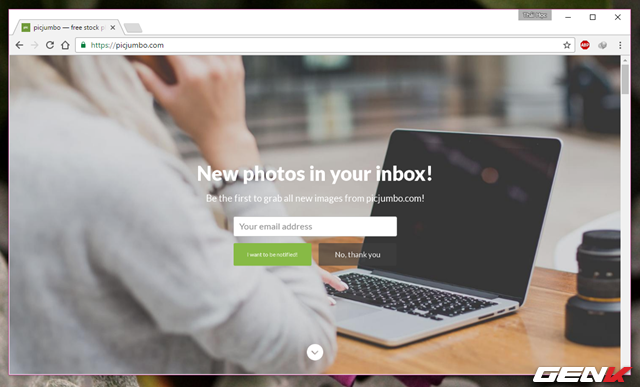 Thái Học
picjumbo — free stock p
https://picjumbo.com
ABP
New photos in your inbox!
Be the first to grab all new images from picjumbo.com!
Your email address
I want to be notified!
No, thank you
GENK